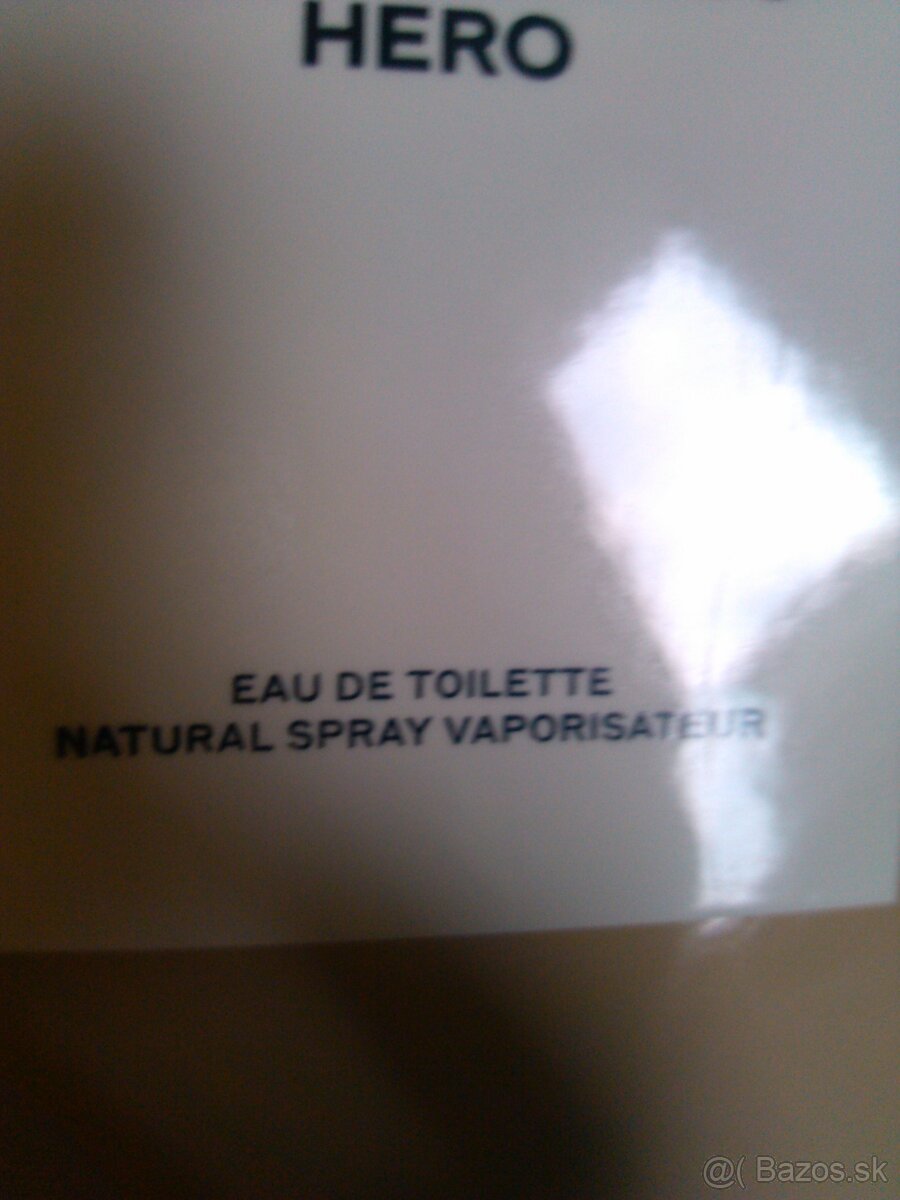 HERO
EAU DE TOILETTE
NATURAL SPRAY VAPORISATEUR
@( Bazos.sk